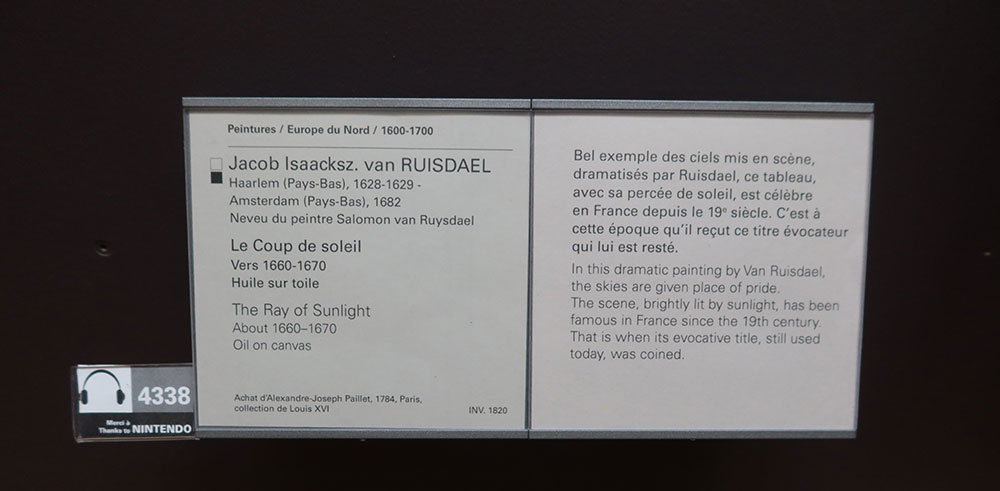 Peintures / Europe du Nord / 1600-1700
Jacob Isaacksz. van RUISDAEL
Haarlem (Pays-Bas), 1628-1629 -
Amsterdam (Pays-Bas), 1682
Neveu du peintre Salomon van Ruysdael
Le Coup de soleil
Vers 1660-1670
Huile sur toile
The Ray of Sunlight
About 1660–1670
Oil on canvas
Achat d'Alexandre-Joseph Paillet, 1784, Paris,
collection de Louis XVI
INV. 1820
Bel exemple des ciels mis en scène,
dramatisés par Ruisdael, ce tableau,
avec sa percée de soleil, est célèbre
en France depuis le 19e siècle. C'est à
cette époque qu'il reçut ce titre évocateur
qui lui est resté.
In this dramatic painting by Van Ruisdael,
the skies are given place of pride.
The scene, brightly lit by sunlight, has been
famous in France since the 19th century.
That is when its evocative title, still used
today, was coined.
4338
Merci à
Thanks to NINTENDO